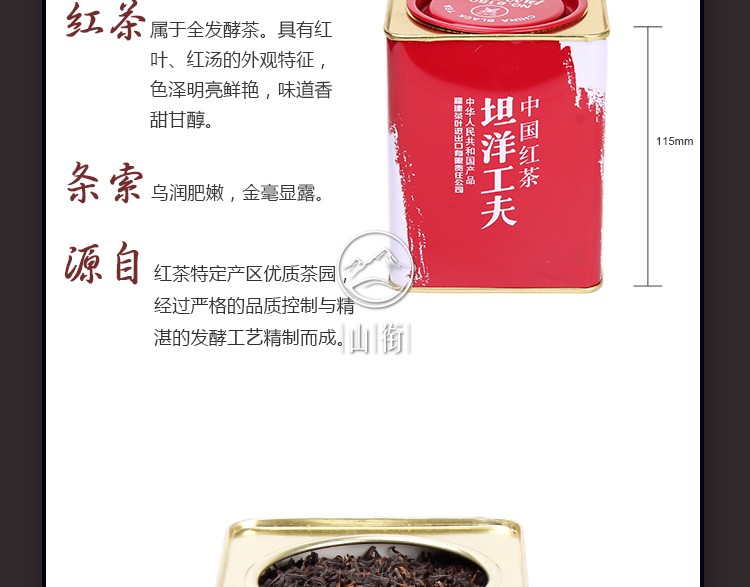 红茶 属于全发酵茶。具有红
叶、红汤的外观特征，
色泽明亮鲜艳，味道香
甜甘醇。
条索 乌润肥嫩，金毫显露。
源自 红茶特定产区优质茶园，
经过严格的品质控制与精
湛的发酵工艺精制而成。
CHINA BLACK
中国红茶
坦洋工夫
中华人民共和国产品
福建茶叶进出口有限责任公司
115mm
山衔